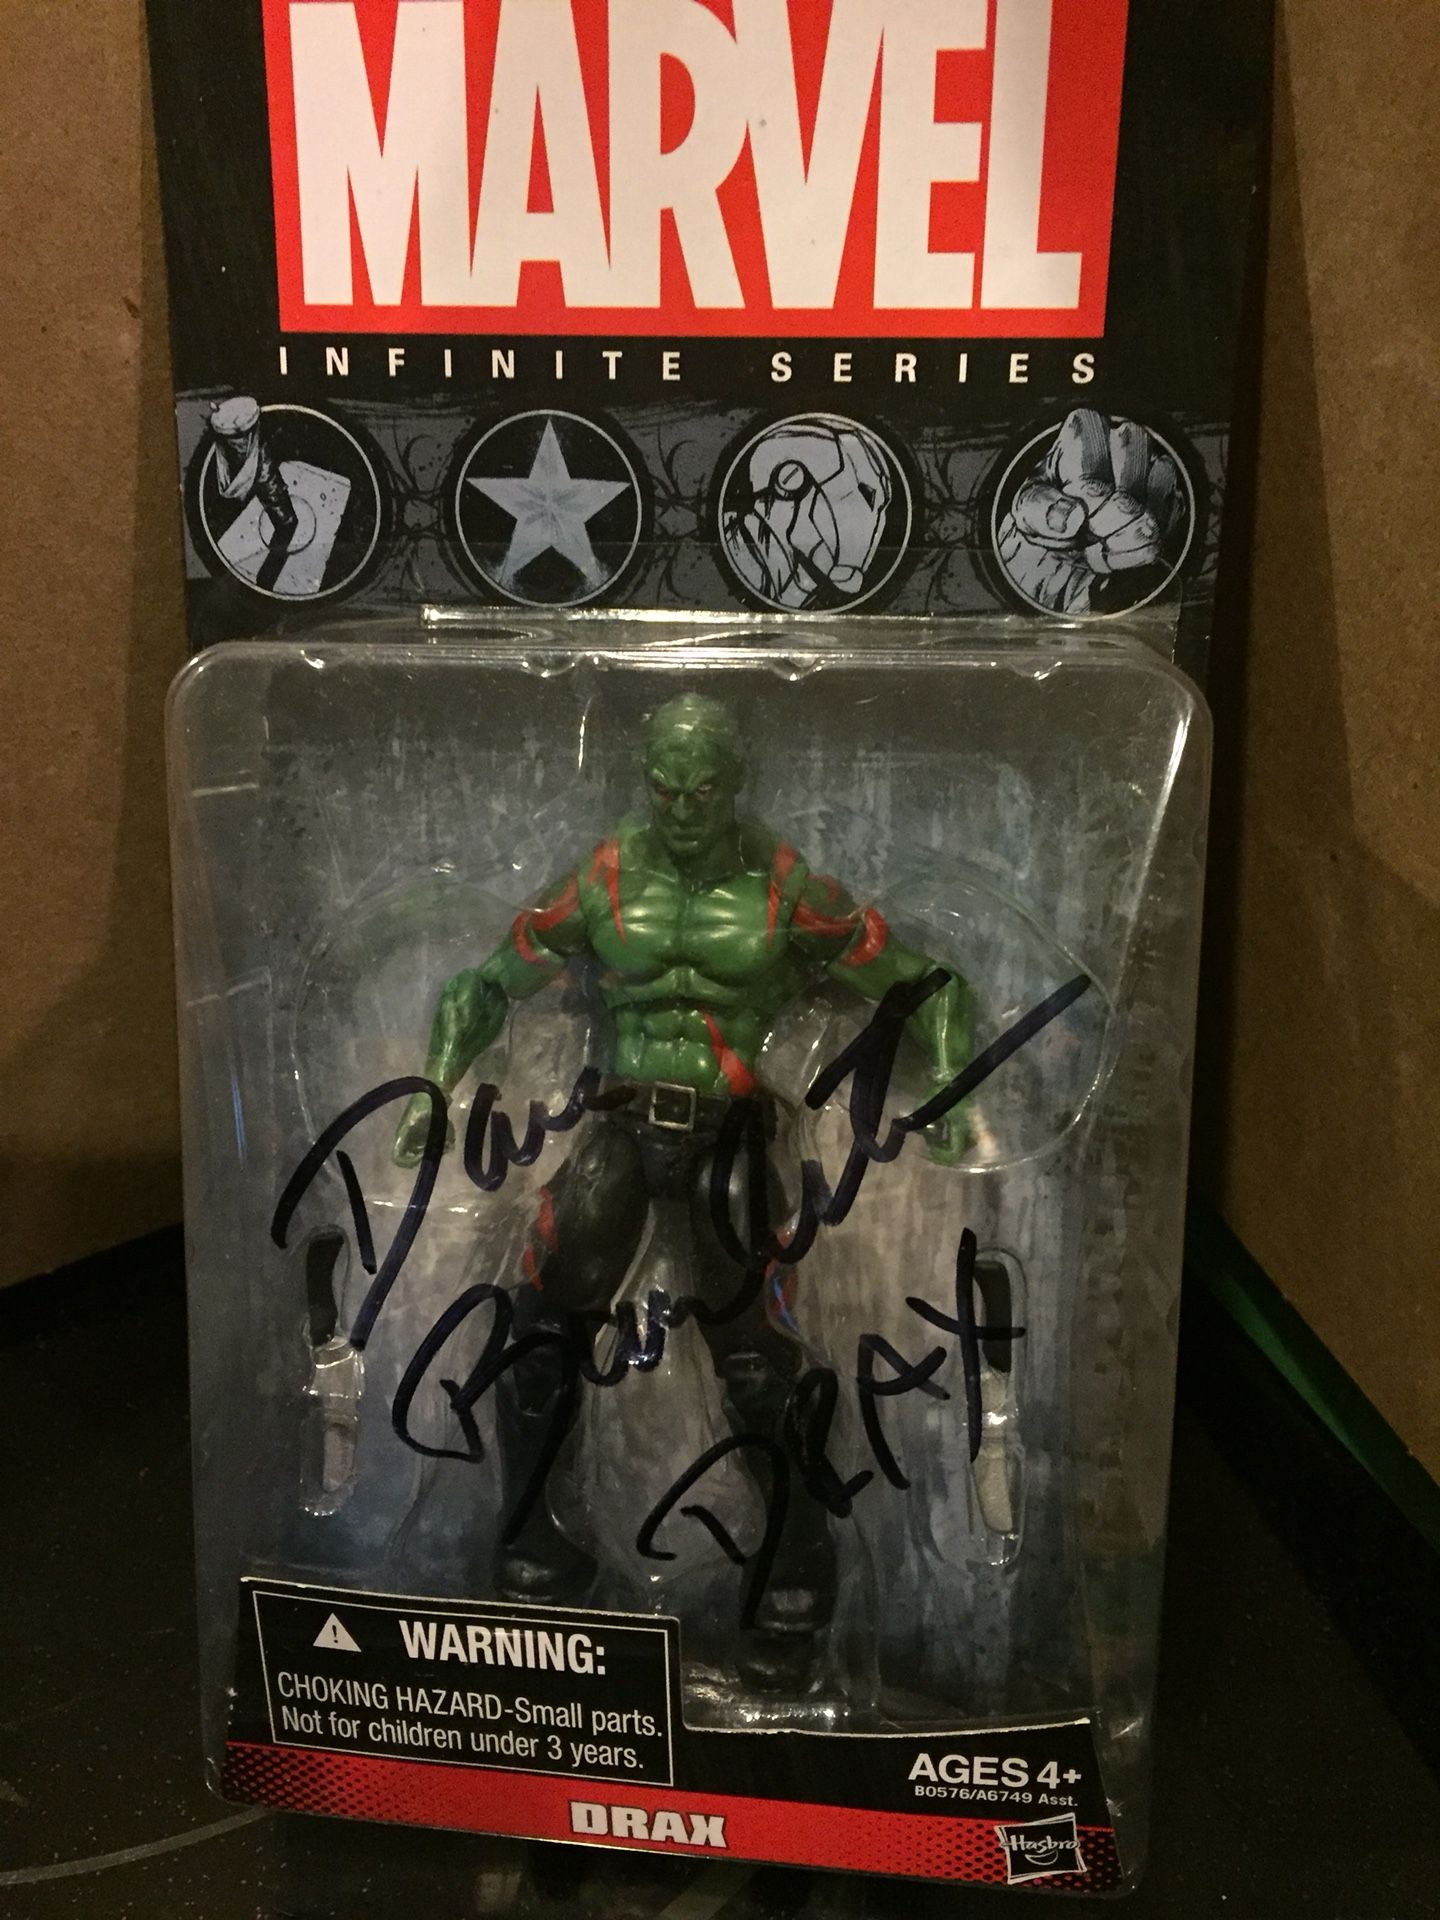 MARVEL
INFINITE SERIES
Dave
Bautista
DRAX
WARNING:
CHOKING HAZARD-Small parts.
Not for children under 3 years.
AGES 4+
B0576/A6749 Asst.
DRAX
Hasbro